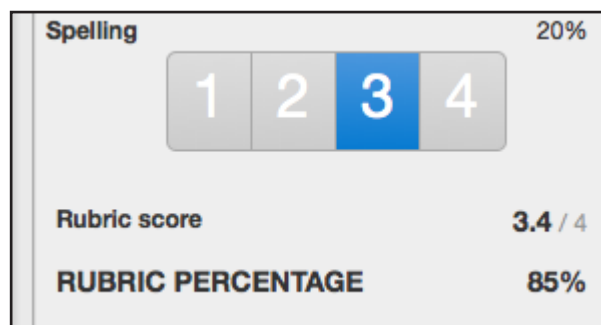 Spelling 20%
1 2 3 4
Rubric score 3.4 / 4
RUBRIC PERCENTAGE 85%